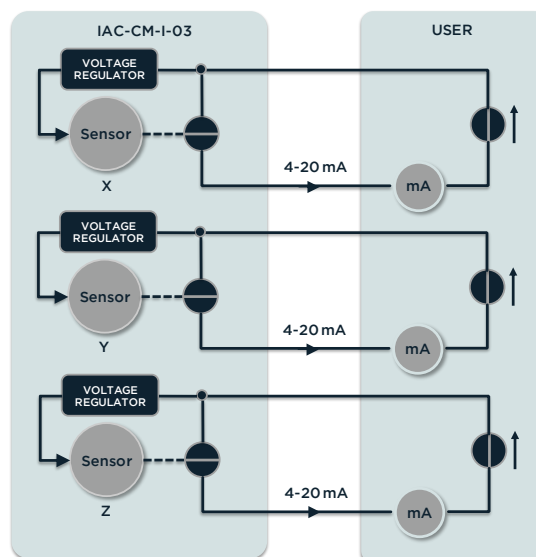 IAC-CM-I-03
USER
VOLTAGE
REGULATOR
Sensor
X
4-20 mA
mA
VOLTAGE
REGULATOR
Sensor
Y
4-20 mA
mA
VOLTAGE
REGULATOR
Sensor
Z
4-20 mA
mA